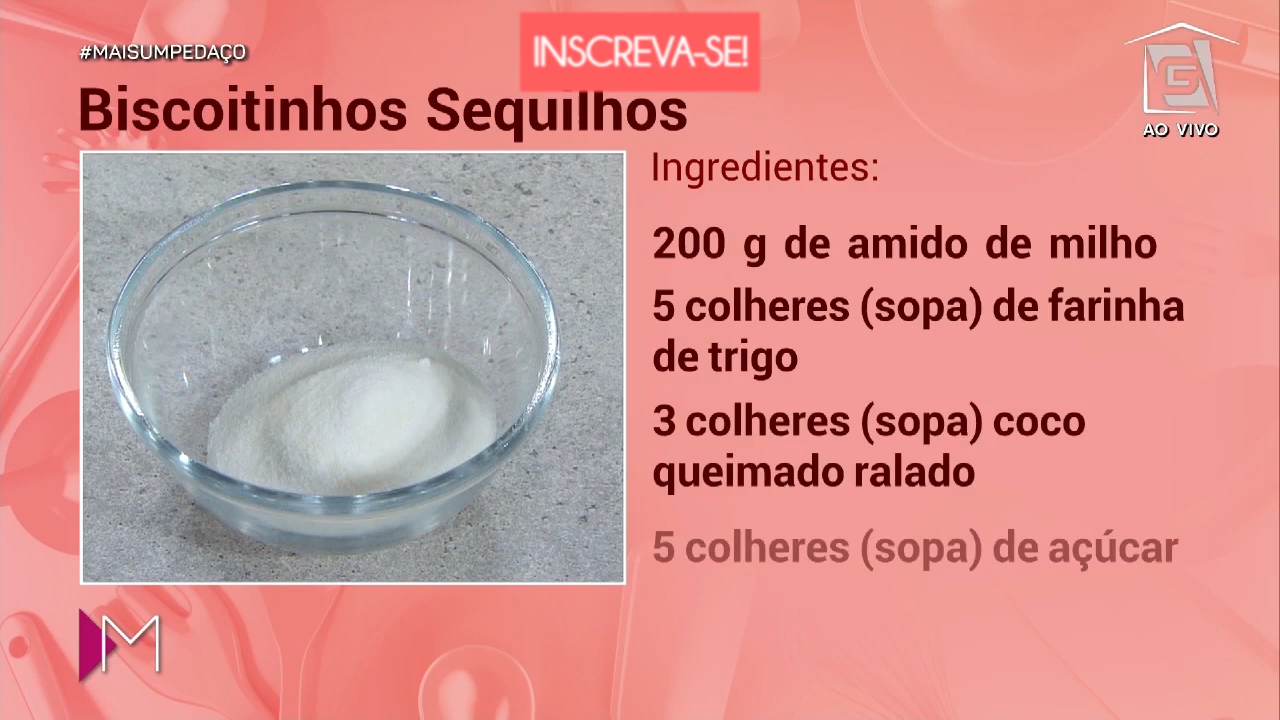 #MAISUMPEDAÇO
INSCREVA-SE!
Biscoitinhos Sequilhos
G
AO VIVO
Ingredientes:
200 g de amido de milho
5 colheres (sopa) de farinha
de trigo
3 colheres (sopa) coco
queimado ralado
5 colheres (sopa) de açúcar
M